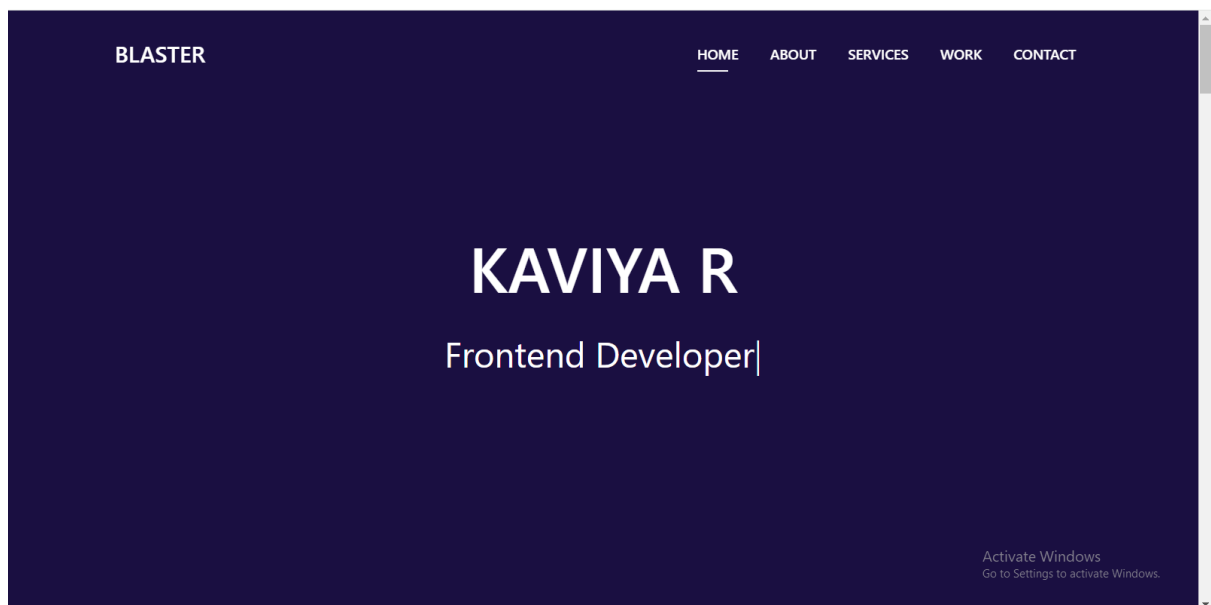 BLASTER
HOME ABOUT SERVICES WORK CONTACT
KAVIYA R
Frontend Developer
Activate Windows
Go to Settings to activate Windows.